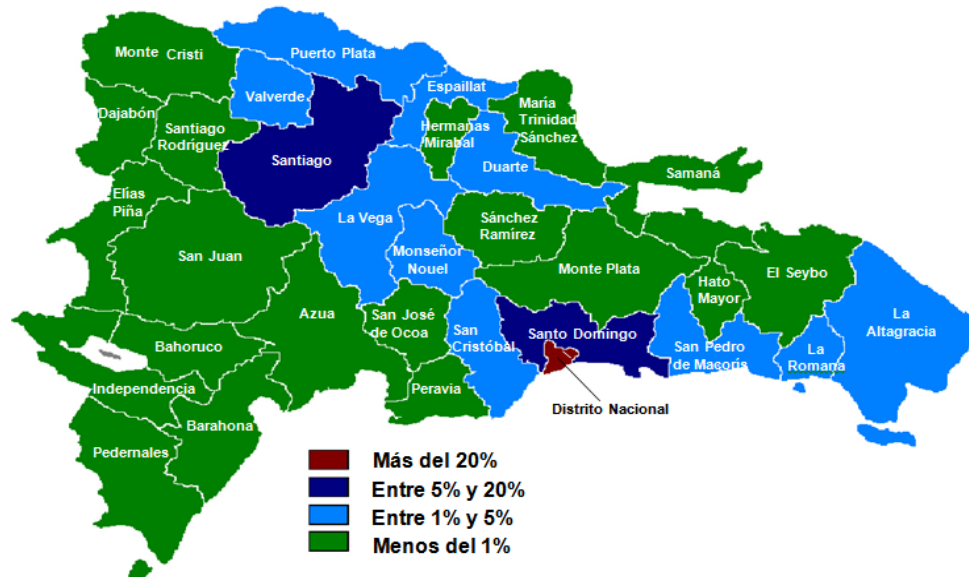 Monte Cristi
Puerto Plata
Valverde
Espaillat
Dajabón
Santiago
Rodríguez
Santiago
Hermanas
Mirabal
María
Trinidad
Sánchez
Duarte
Samaná
Elías
Piña
La Vega
Sánchez
Ramírez
San Juan
Monseñor
Nouel
Monte Plata
Hato
Mayor
El Seybo
Azua
San José
de Ocoa
San
Cristóbal
Santo Domingo
San Pedro
de Macorís
La
Romana
La
Altagracia
Bahoruco
Independencia
Peravia
Barahona
Pedernales
Distrito Nacional
Más del 20%
Entre 5% y 20%
Entre 1% y 5%
Menos del 1%